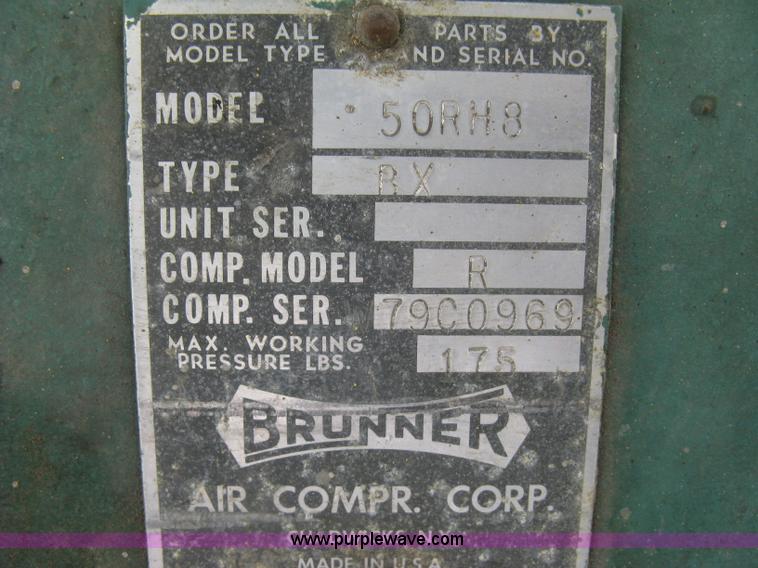 ORDER ALL PARTS BY
MODEL TYPE AND SERIAL NO.
MODEL 50RH8
TYPE RX
UNIT SER.
COMP. MODEL R
COMP. SER. 79C09695
MAX. WORKING
PRESSURE LBS. 175
BRUNNER
AIR COMPR. CORP.
www.purplewave.com
MADE IN U.S.A.